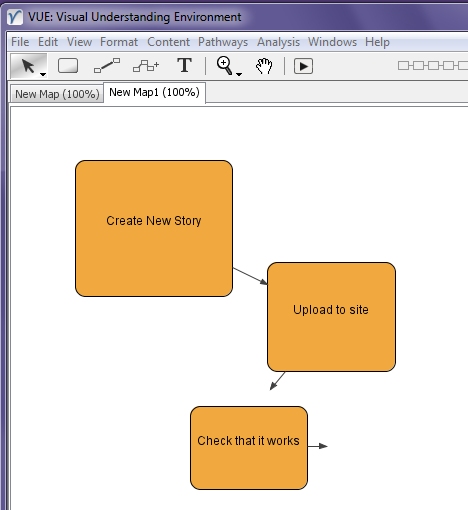 VUE: Visual Understanding Environment
File Edit View Format Content Pathways Analysis Windows Help
T
New Map (100%) New Map1 (100%)
Create New Story
Upload to site
Check that it works